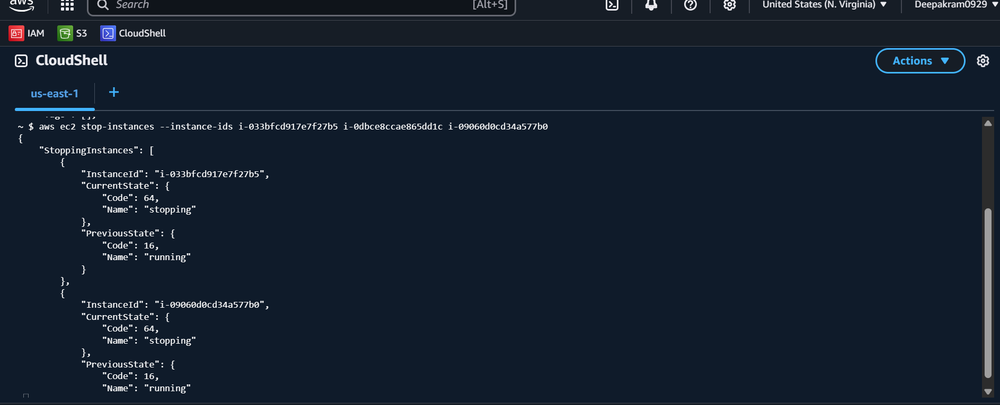 aws
Search [Alt+S] United States (N. Virginia) Deepakram0929
IAM S3 CloudShell
CloudShell Actions
us-east-1 +
~ $ aws ec2 stop-instances --instance-ids i-033bfcd917e7f27b5 i-0dbce8ccae865dd1c i-09060d0cd34a577b0
{
    "StoppingInstances": [
        {
            "InstanceId": "i-033bfcd917e7f27b5",
            "CurrentState": {
                "Code": 64,
                "Name": "stopping"
            },
            "PreviousState": {
                "Code": 16,
                "Name": "running"
            }
        },
        {
            "InstanceId": "i-09060d0cd34a577b0",
            "CurrentState": {
                "Code": 64,
                "Name": "stopping"
            },
            "PreviousState": {
                "Code": 16,
                "Name": "running"